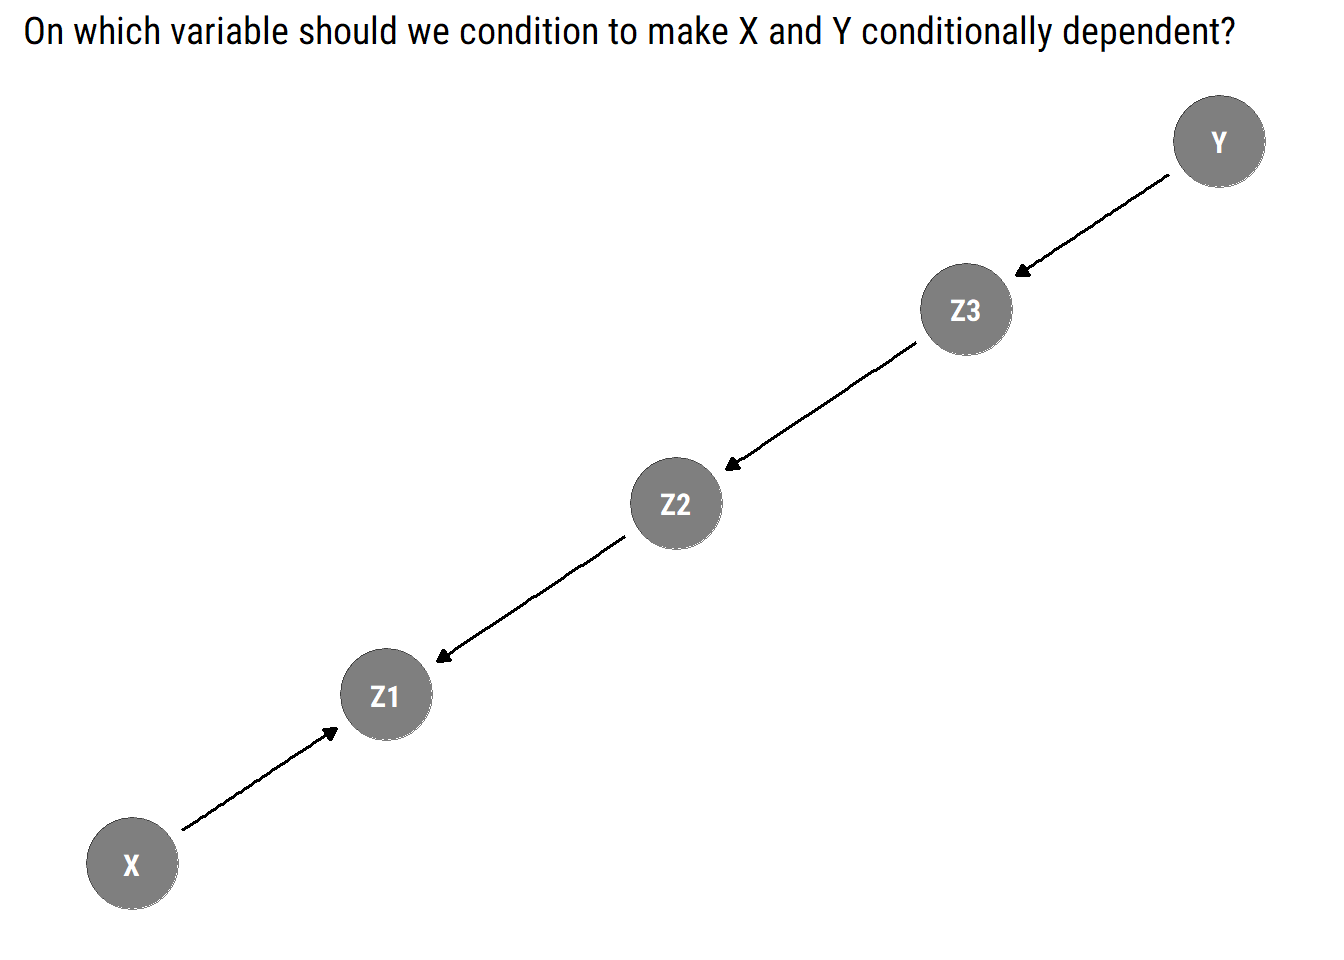 On which variable should we condition to make X and Y conditionally dependent?
Y
Z3
Z2
Z1
X